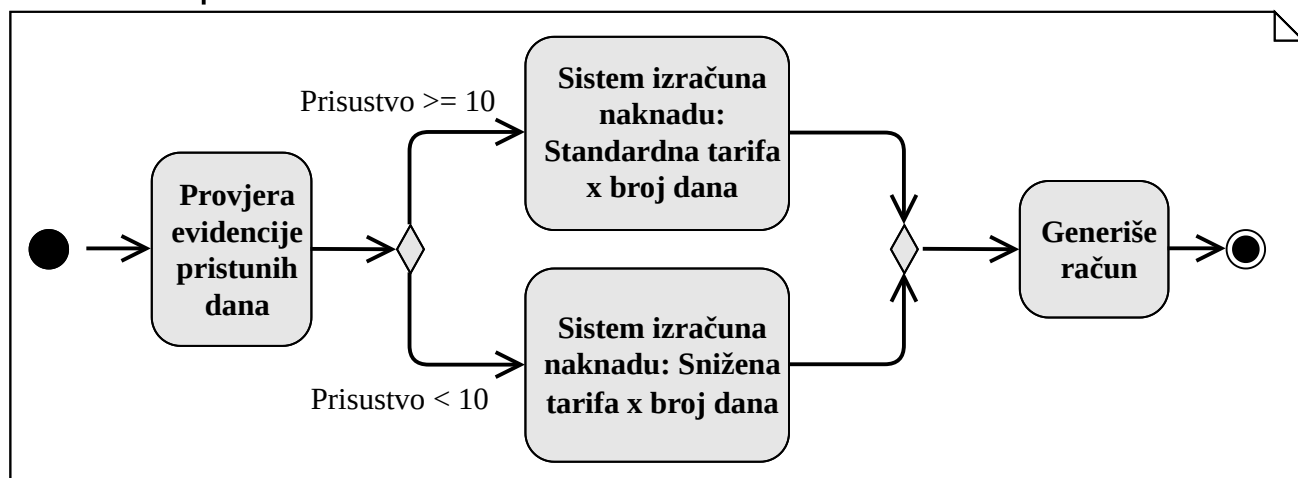 Prisustvo >= 10
Sistem izračuna
naknadu:
Standardna tarifa
x broj dana
Provjera
evidencije
pristunih
dana
Generiše
račun
Sistem izračuna
naknadu: Snižena
tarifa x broj dana
Prisustvo < 10